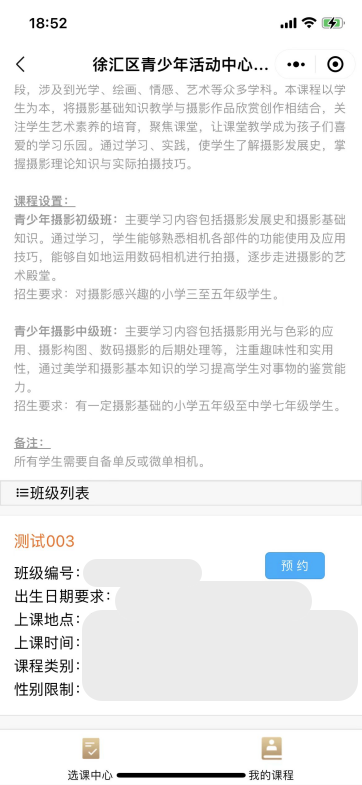 18:52
徐汇区青少年活动中心...
段，涉及到光学、绘画、情感、艺术等众多学科。本课程以学
生为本，将摄影基础知识教学与摄影作品欣赏创作相结合，关
注学生艺术素养的培育，聚焦课堂，让课堂教学成为孩子们喜
爱的学习乐园。通过学习、实践，使学生了解摄影发展史，掌
握摄影理论知识与实际拍摄技巧。
课程设置：
青少年摄影初级班：主要学习内容包括摄影发展史和摄影基础
知识。通过学习，学生能够熟悉相机各部件的功能使用及应用
技巧，能够自如地运用数码相机进行拍摄，逐步走进摄影的艺
术殿堂。
招生要求：对摄影感兴趣的小学三至五年级学生。
青少年摄影中级班：主要学习内容包括摄影用光与色彩的应
用、摄影构图、数码摄影的后期处理等，注重趣味性和实用
性，通过美学和摄影基本知识的学习提高学生对事物的鉴赏能
力。
招生要求：有一定摄影基础的小学五年级至中学七年级学生。
备注：
所有学生需要自备单反或微单相机。
班级列表
测试003
预 约
班级编号：
出生日期要求：
上课地点：
上课时间：
课程类别：
性别限制：
选课中心
我的课程